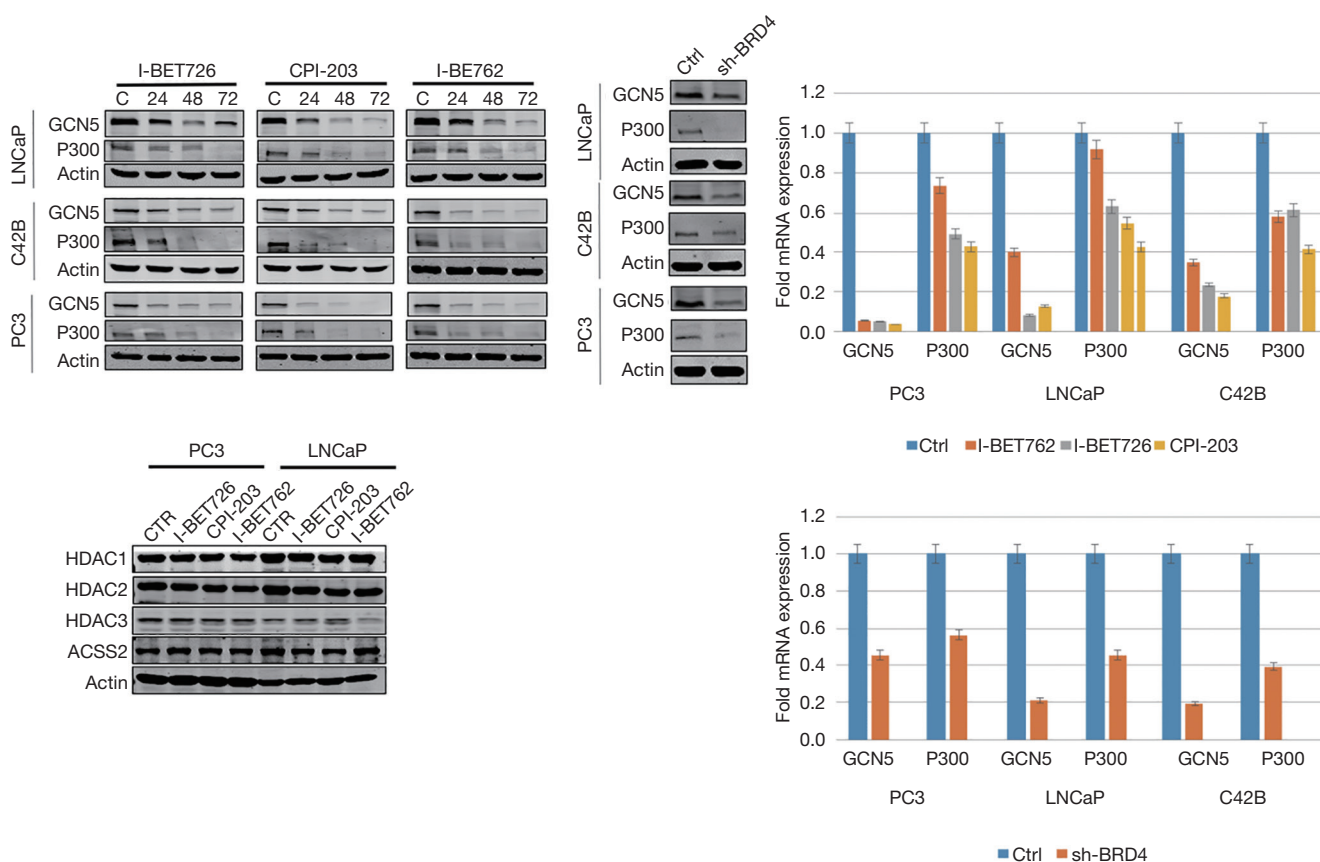 I-BET726 CPI-203 I-BE762
C 24 48 72 C 24 48 72 C 24 48 72
LNCaP
GCN5
P300
Actin
C42B
GCN5
P300
Actin
PC3
GCN5
P300
Actin
Ctrl sh-BRD4
LNCaP
GCN5
P300
Actin
C42B
GCN5
P300
Actin
PC3
GCN5
P300
Actin
Fold mRNA expression
1.2
1.0
0.8
0.6
0.4
0.2
0.0
GCN5 P300 GCN5 P300 GCN5 P300
PC3 LNCaP C42B
Ctrl I-BET762 I-BET726 CPI-203
PC3 LNCaP
CTR I-BET726 CPI-203 I-BET762 CTR I-BET726 CPI-203 I-BET762
HDAC1
HDAC2
HDAC3
ACSS2
Actin
Fold mRNA expression
1.2
1.0
0.8
0.6
0.4
0.2
0.0
GCN5 P300 GCN5 P300 GCN5 P300
PC3 LNCaP C42B
Ctrl sh-BRD4